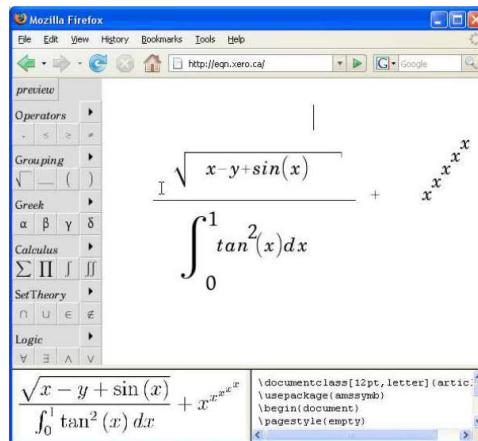 Mozilla Firefox
File Edit View History Bookmarks Tools Help
http://eqn.xero.ca/ G Google
preview
Operators
- ≤ ≥ ≠
Grouping
√ __ ( )
Greek
α β γ δ
Calculus
∑ ∏ ∫ ∬
SetTheory
∩ ∪ ∈ ∉
Logic
∀ ∃ ∧ ∨
√x-y+sin(x)
+ x^x^x^x^x
∫₀¹ tan²(x)dx
√x − y + sin (x)
∫₀¹ tan² (x) dx + x^x^x^x^x
\documentclass[12pt,letter]{artic
\usepackage{amssymb}
\begin{document}
\pagestyle{empty}